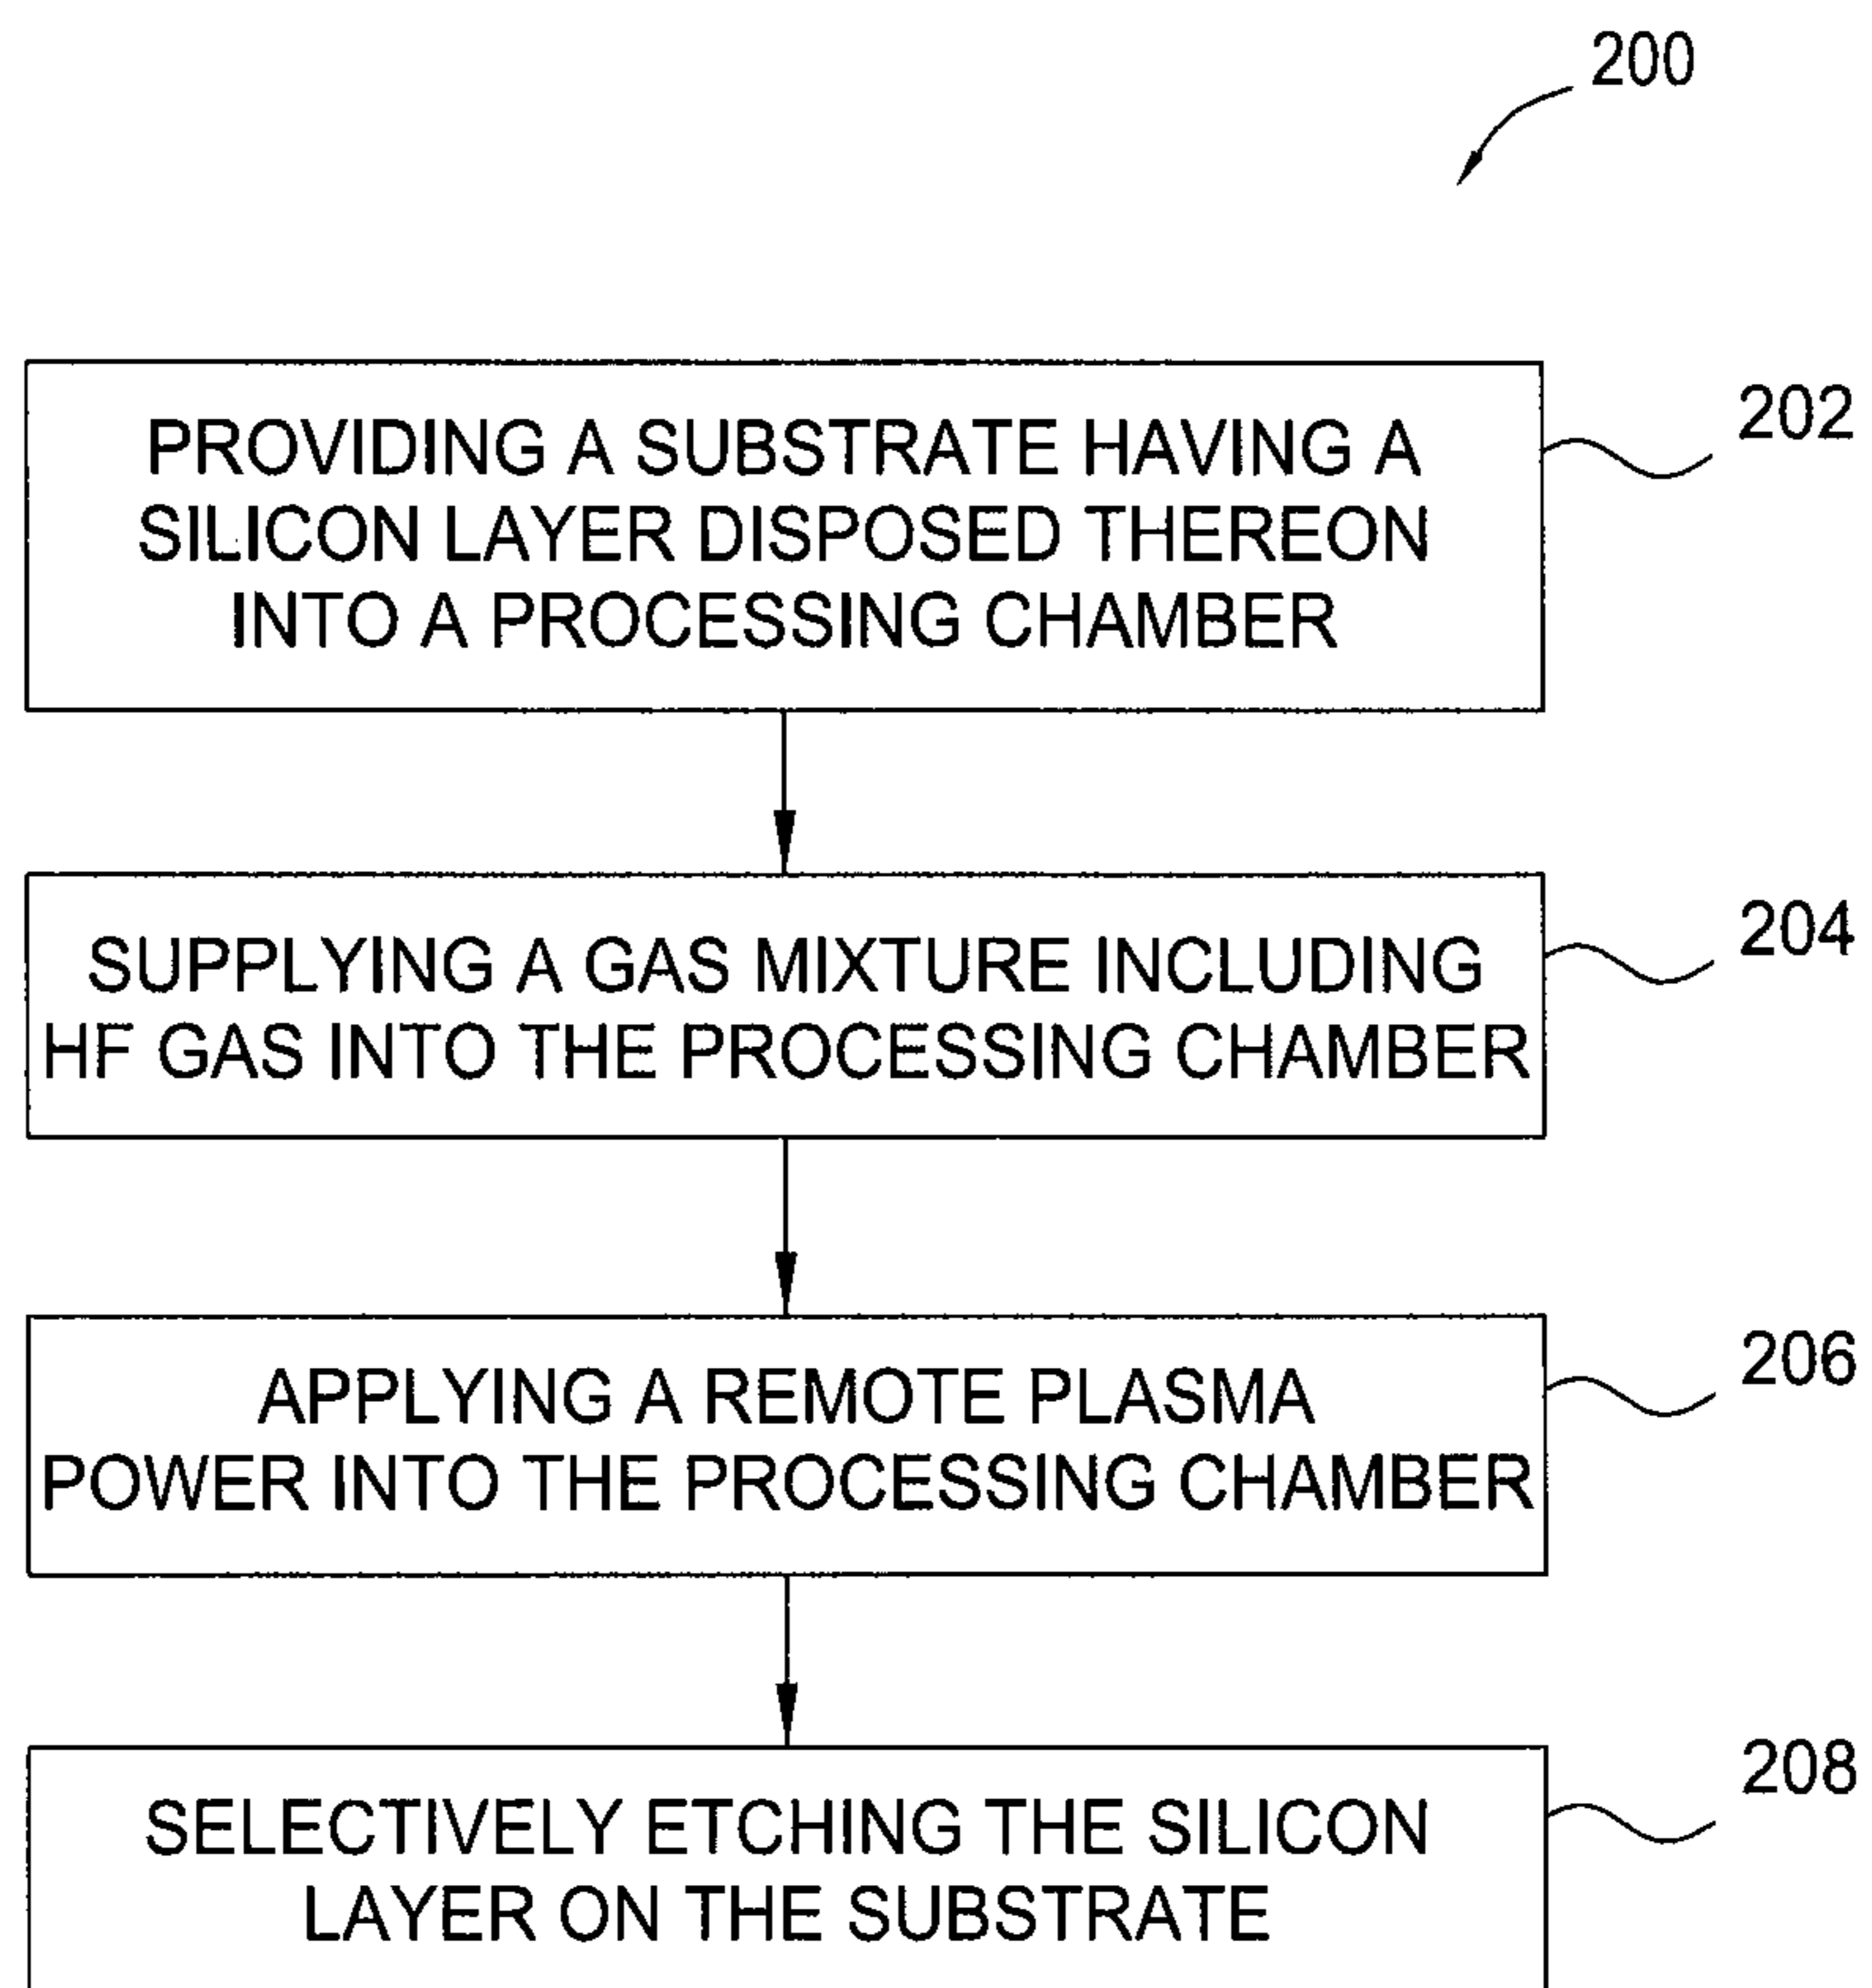 200
PROVIDING A SUBSTRATE HAVING A
SILICON LAYER DISPOSED THEREON
INTO A PROCESSING CHAMBER
202
SUPPLYING A GAS MIXTURE INCLUDING
HF GAS INTO THE PROCESSING CHAMBER
204
APPLYING A REMOTE PLASMA
POWER INTO THE PROCESSING CHAMBER
206
SELECTIVELY ETCHING THE SILICON
LAYER ON THE SUBSTRATE
208